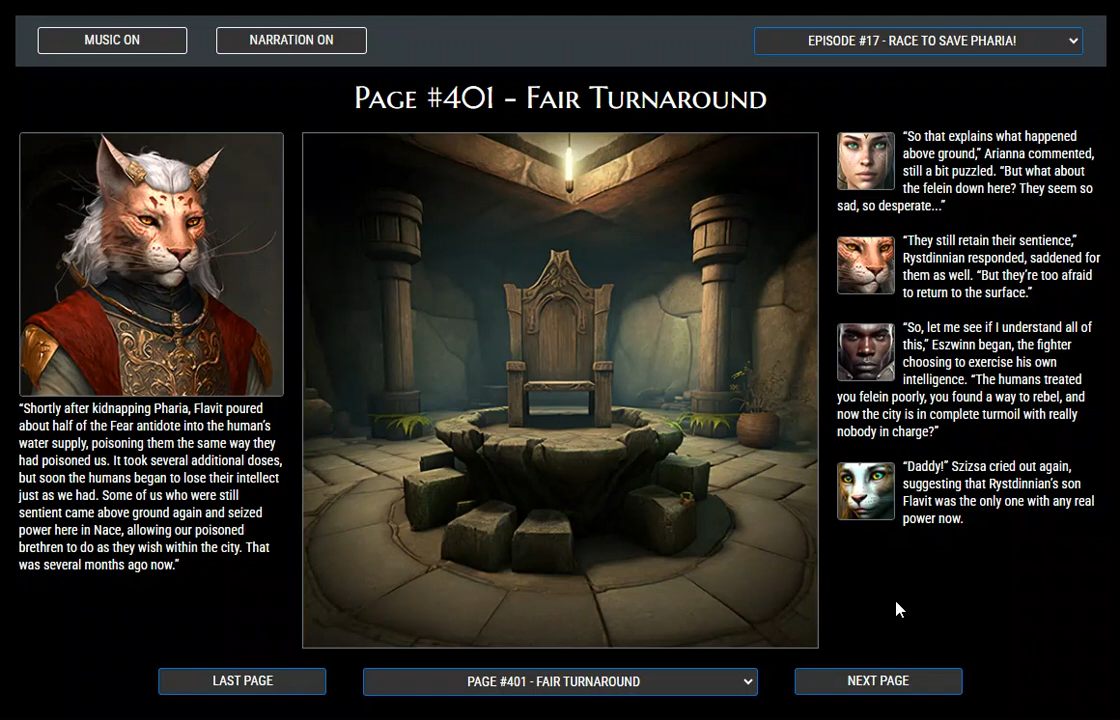 MUSIC ON
NARRATION ON
EPISODE #17 - RACE TO SAVE PHARIA!
Page #401 - Fair Turnaround
“Shortly after kidnapping Pharia, Flavit poured
about half of the Fear antidote into the human’s
water supply, poisoning them the same way they
had poisoned us. It took several additional doses,
but soon the humans began to lose their intellect
just as we had. Some of us who were still
sentient came above ground again and seized
power here in Nace, allowing our poisoned
brethren to do as they wish within the city. That
was several months ago now.”
“So that explains what happened
above ground,” Arianna commented,
still a bit puzzled. “But what about
the felein down here? They seem so
sad, so desperate...”
“They still retain their sentience,”
Rystdinnian responded, saddened for
them as well. “But they’re too afraid
to return to the surface.”
“So, let me see if I understand all of
this,” Eszwinn began, the fighter
choosing to exercise his own
intelligence. “The humans treated
you felein poorly, you found a way to rebel, and
now the city is in complete turmoil with really
nobody in charge?”
“Daddy!” Szizsa cried out again,
suggesting that Rystdinnian’s son
Flavit was the only one with any real
power now.
LAST PAGE
PAGE #401 - FAIR TURNAROUND
NEXT PAGE